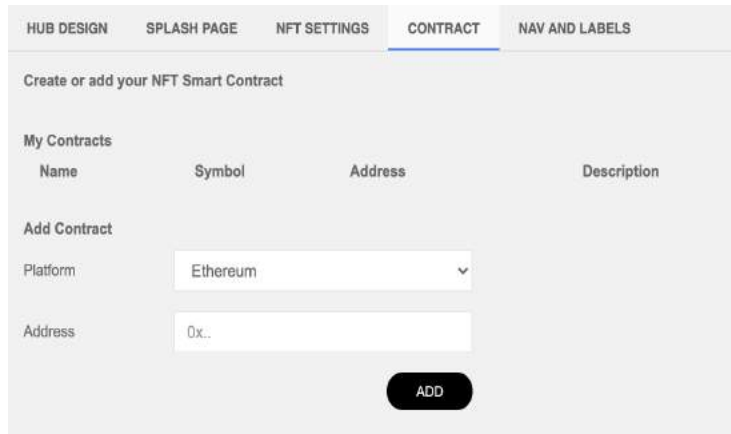 HUB DESIGN SPLASH PAGE NFT SETTINGS CONTRACT NAV AND LABELS
Create or add your NFT Smart Contract
My Contracts
Name Symbol Address Description
Add Contract
Platform Ethereum
Address 0x..
ADD